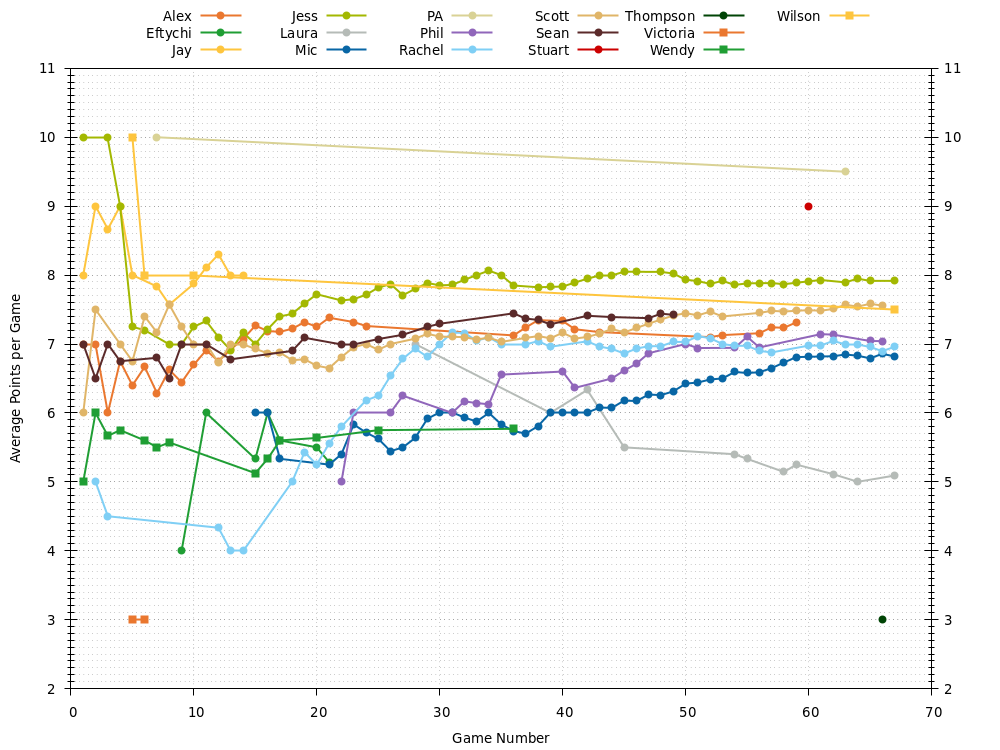 Alex Jess PA Scott Thompson Wilson
Eftychi Laura Phil Sean Victoria
Jay Mic Rachel Stuart Wendy
11 11
10 10
9 9
8 8
7 7
6 6
5 5
4 4
3 3
2 2
Average Points per Game
0 10 20 30 40 50 60 70
Game Number